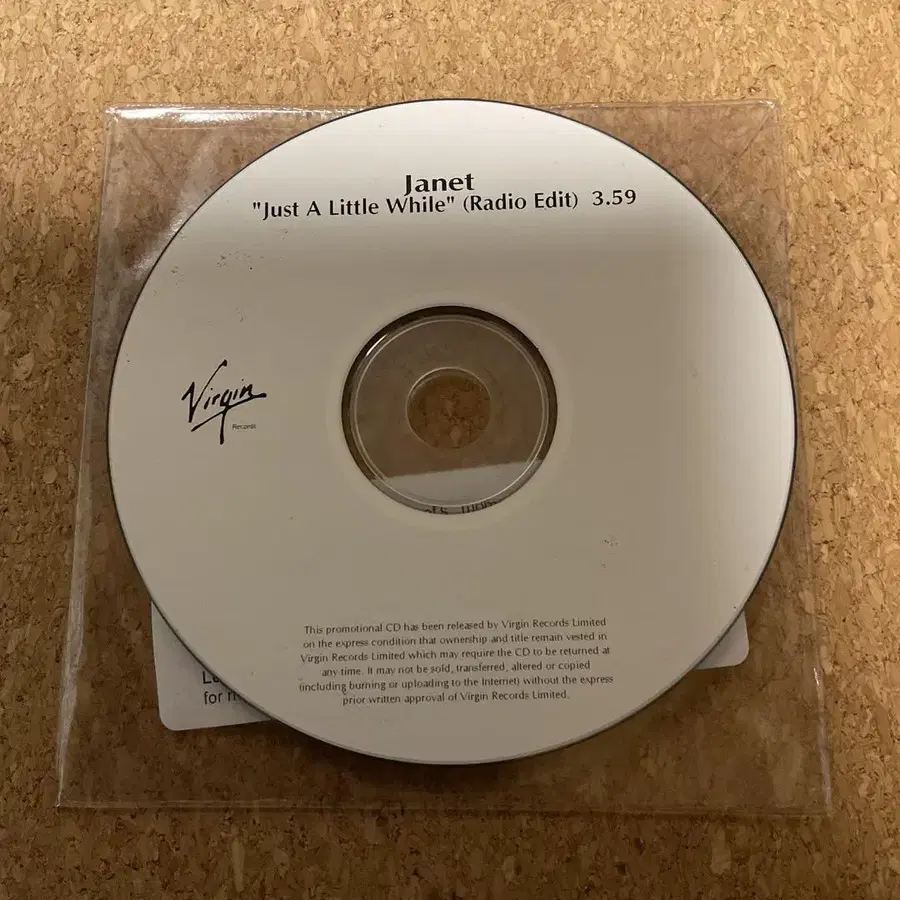 Janet
"Just A Little While" (Radio Edit) 3.59
Virgin
Records
This promotional CD has been released by Virgin Records Limited
on the express condition that ownership and title remain vested in
Virgin Records Limited which may require the CD to be returned at
any time. It may not be sold, transferred, altered or copied
(including burning or uploading to the Internet) without the express
prior written approval of Virgin Records Limited.
for